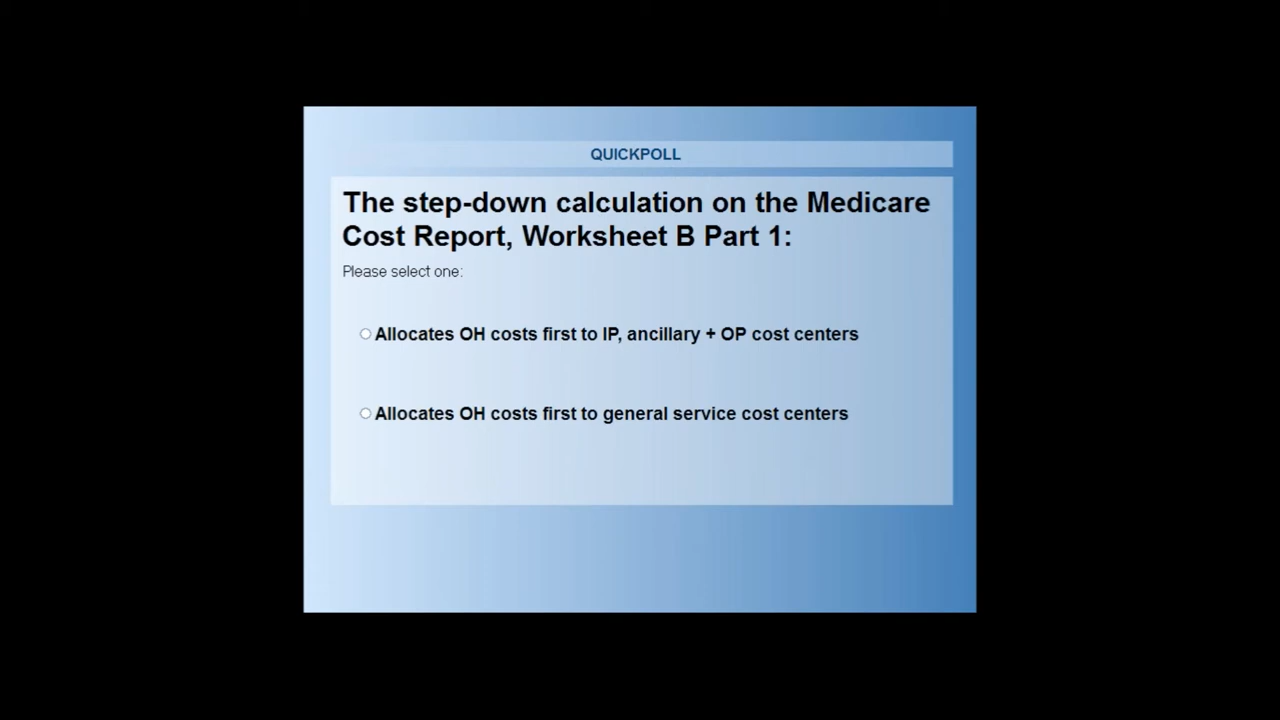 QUICKPOLL
The step-down calculation on the Medicare
Cost Report, Worksheet B Part 1:
Please select one:
Allocates OH costs first to IP, ancillary + OP cost centers
Allocates OH costs first to general service cost centers